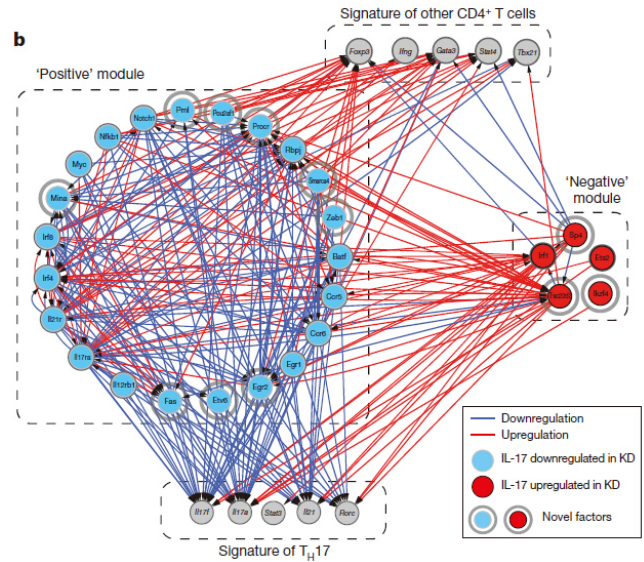 b
Signature of other CD4⁺ T cells
Foxp3
Ifng
Gata3
Stat4
Tbx21
'Positive' module
Notch1
Pml
Pou2af1
Procr
Nfkb1
Rbpj
Myc
Smarca4
Mina
Zeb1
Irf8
Batf
Irf4
Ccr5
Il21r
Ccr6
Il17ra
Egr1
Il12rb1
Fas
Etv6
Egr2
'Negative' module
Sp4
Irf1
Ets2
Tsc22d3
Ikzf4
Il17f
Il17a
Stat3
Il21
Rorc
Signature of TH17
Downregulation
Upregulation
IL-17 downregulated in KD
IL-17 upregulated in KD
Novel factors